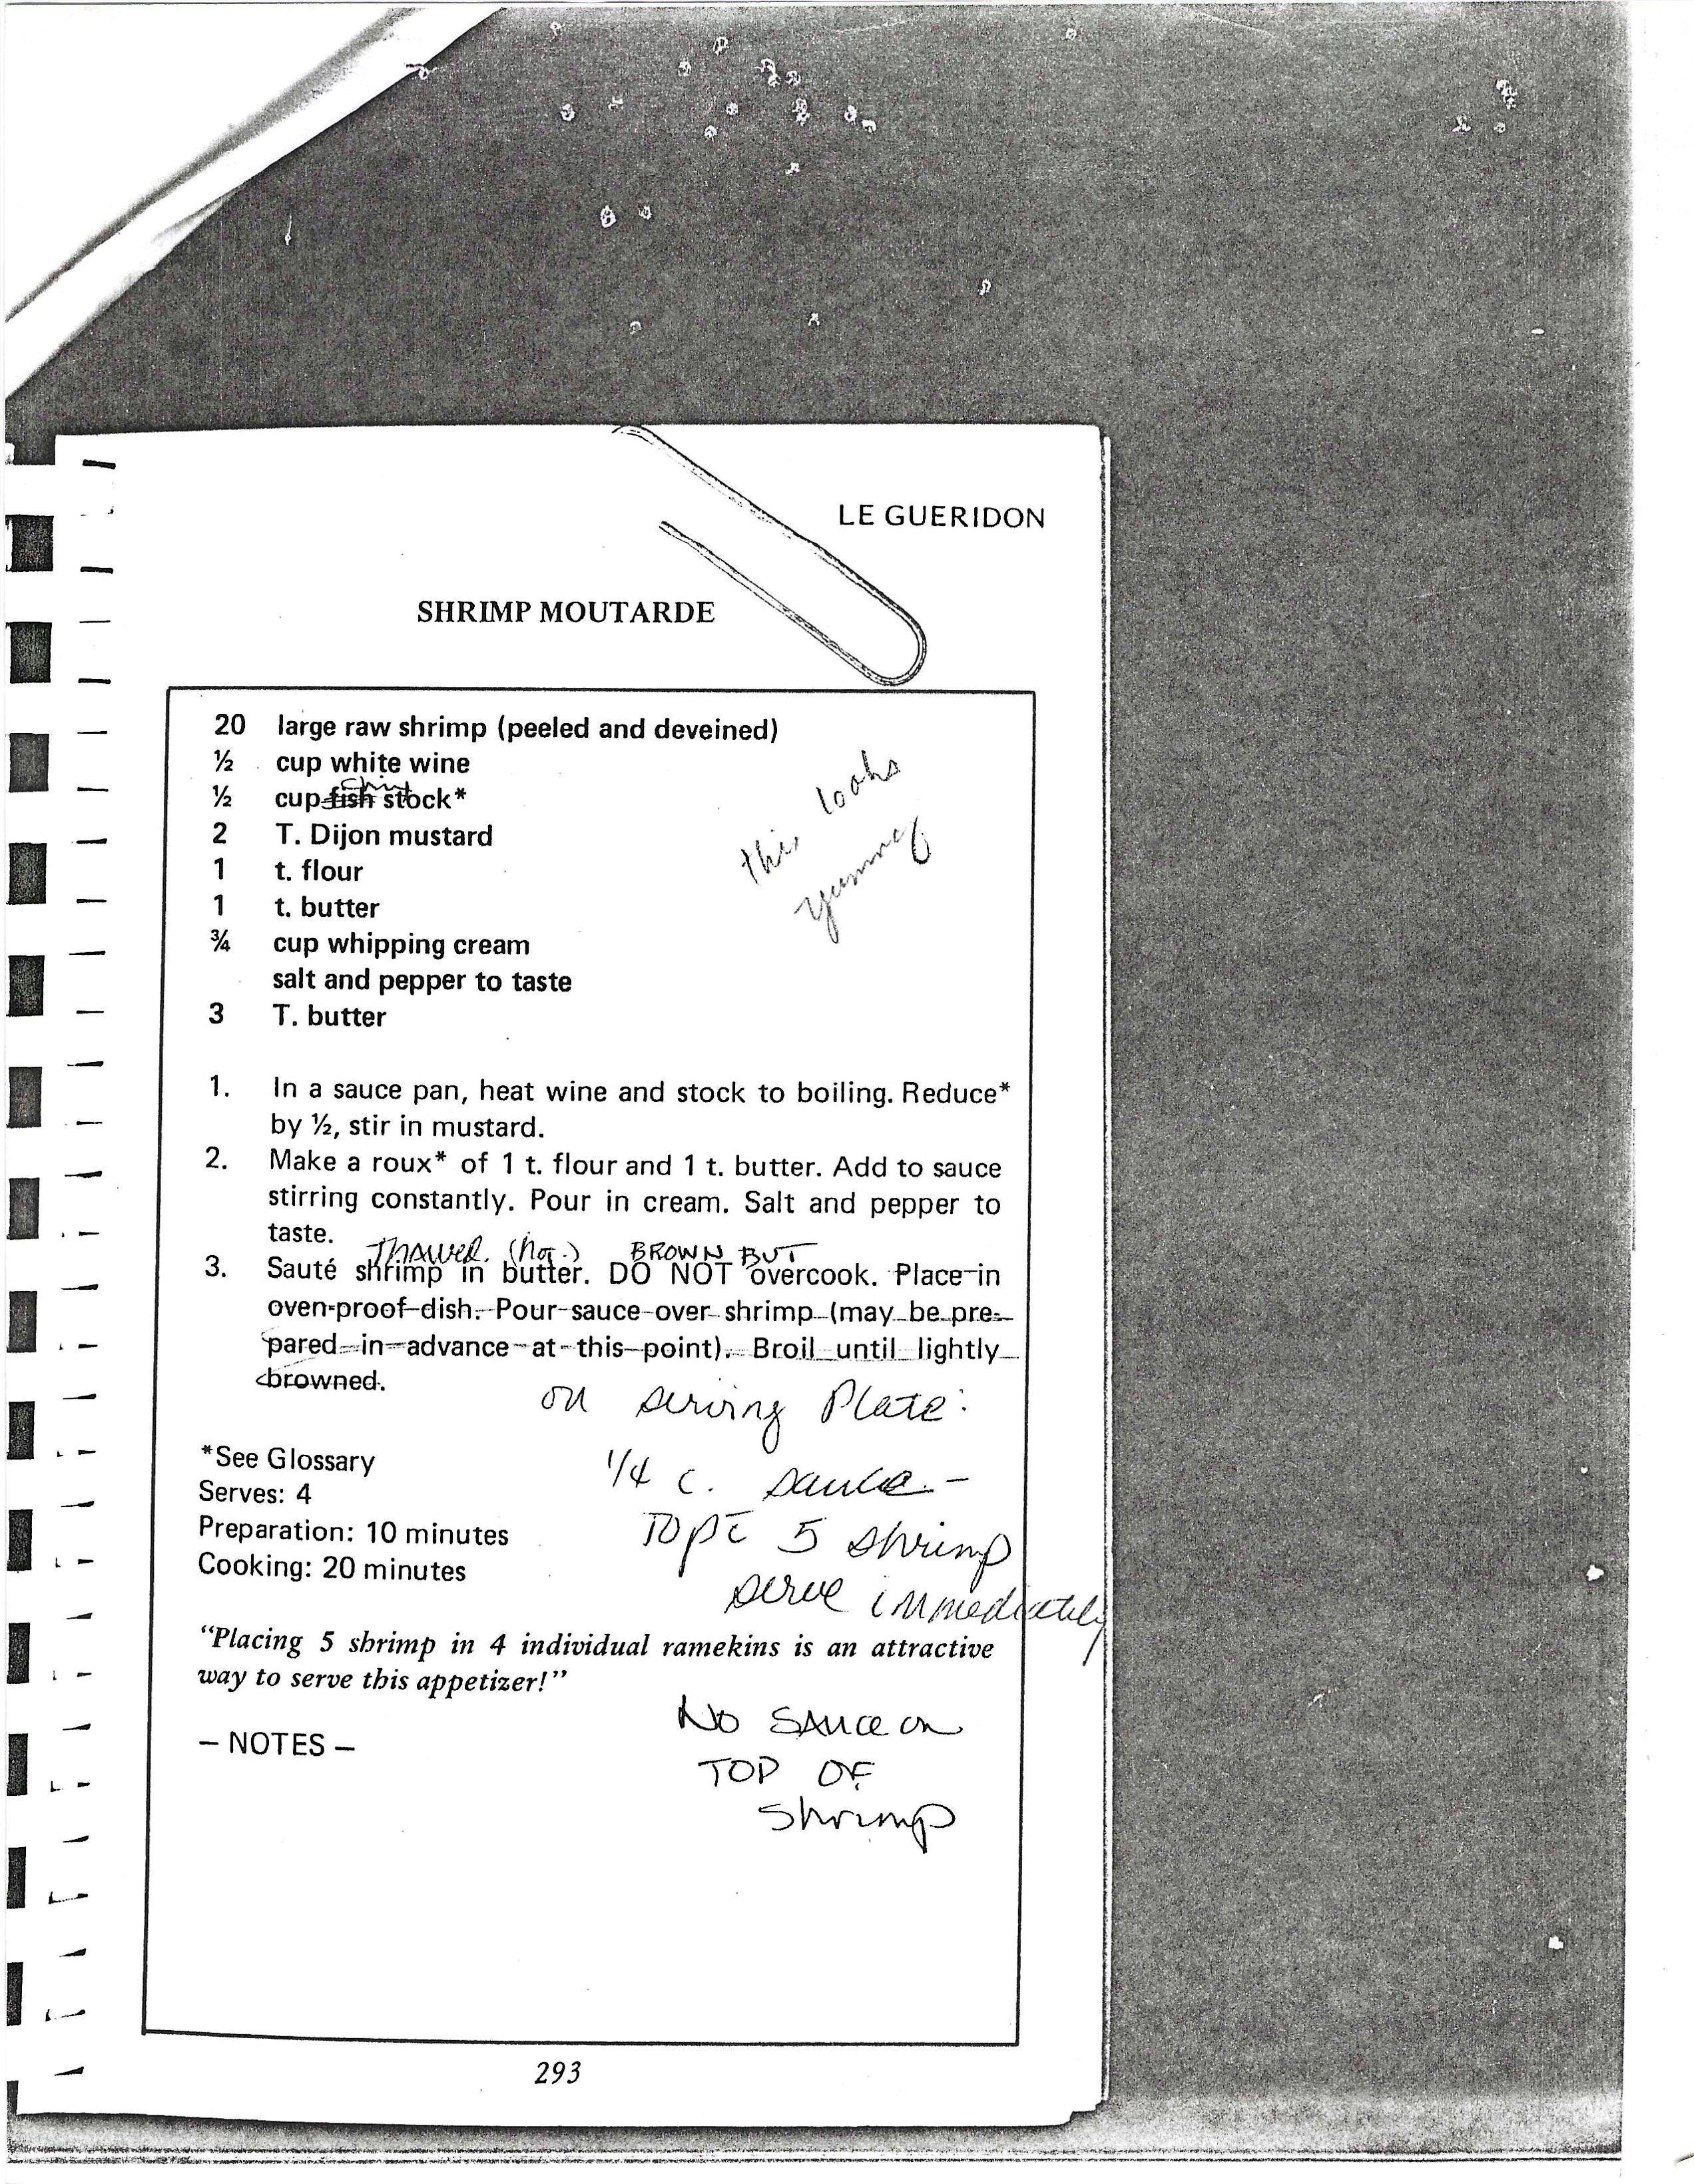 LE GUERIDON
SHRIMP MOUTARDE
20 large raw shrimp (peeled and deveined)
½ cup white wine
½ cup fish stock*
2 T. Dijon mustard
1 t. flour
1 t. butter
¾ cup whipping cream
salt and pepper to taste
3 T. butter
this looks
yummy
1. In a sauce pan, heat wine and stock to boiling. Reduce*
by ½, stir in mustard.
2. Make a roux* of 1 t. flour and 1 t. butter. Add to sauce
stirring constantly. Pour in cream. Salt and pepper to
taste.
THAWED BROWN BUT
3. Sauté shrimp in butter. DO NOT overcook. Place in
oven-proof dish. Pour sauce over shrimp (may be pre-
pared in advance at this point). Broil until lightly
browned.
on serving Plate:
1/4 c. sauce -
Top c̄ 5 shrimp
serve immediately
*See Glossary
Serves: 4
Preparation: 10 minutes
Cooking: 20 minutes
"Placing 5 shrimp in 4 individual ramekins is an attractive
way to serve this appetizer!"
No SAUCE on
TOP OF
shrimp
– NOTES –
293